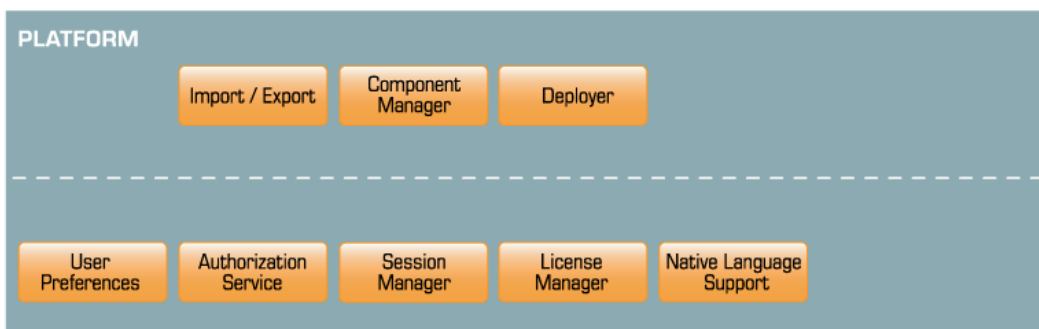 PLATFORM
Import / Export
Component
Manager
Deployer
User
Preferences
Authorization
Service
Session
Manager
License
Manager
Native Language
Support